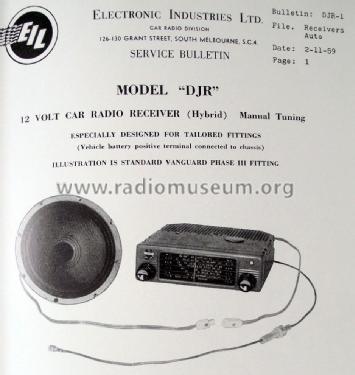 EIL
ELECTRONIC INDUSTRIES LTD.
CAR RADIO DIVISION
126-130 GRANT STREET, SOUTH MELBOURNE, S.C.4.
SERVICE BULLETIN
Bulletin: DJR-1
File. Receivers
Auto
Date: 2-11-59
Page: 1
MODEL "DJR"
12 VOLT CAR RADIO RECEIVER (Hybrid) Manual Tuning
ESPECIALLY DESIGNED FOR TAILORED FITTINGS
(Vehicle battery positive terminal connected to chassis)
ILLUSTRATION IS STANDARD VANGUARD PHASE III FITTING
www.radiomuseum.org